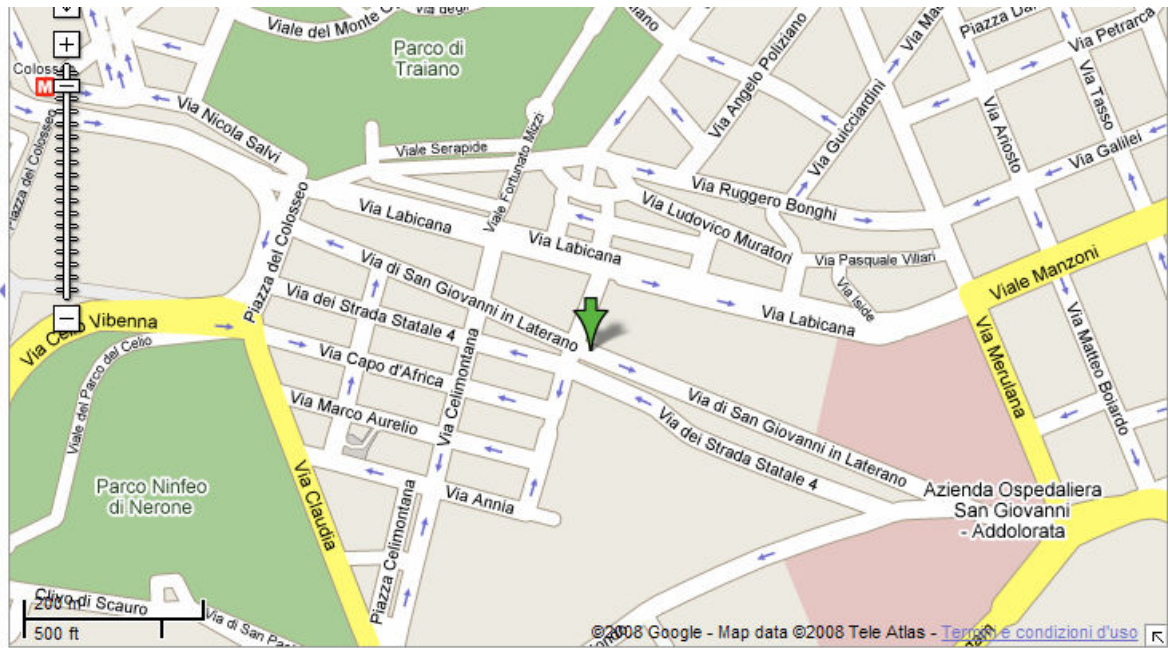 Viale del Monte
Via degli
Parco di
Traiano
Piazza
Via Petrarca
Via Angelo Poliziano
Via Tasso
Via Nicola Salvi
Viale Fortunato Mizzi
Via Guicciardini
Via Ariosto
Via Galilei
Viale Serapide
M
Piazza del Colosseo
Via Ruggero Bonghi
Via Labicana
Via Ludovico Muratori
Via Labicana
Piazza del Colosseo
Via di San Giovanni in Laterano
Via Pasquale Villari
Viale Manzoni
Via Iside
Via dei Strada Statale 4
Via Labicana
Via Celio Vibenna
Viale del Parco del Celio
Via Capo d'Africa
Via Celimontana
Via Merulana
Via Matteo Boiardo
Via Marco Aurelio
Via di San Giovanni in Laterano
Via dei Strada Statale 4
Via Claudia
Parco Ninfeo
di Nerone
Via Annia
Azienda Ospedaliera
San Giovanni
- Addolorata
Piazza Celimontana
Clivo di Scauro
Via di San
200 m
500 ft
©2008 Google - Map data ©2008 Tele Atlas - Termini e condizioni d'uso